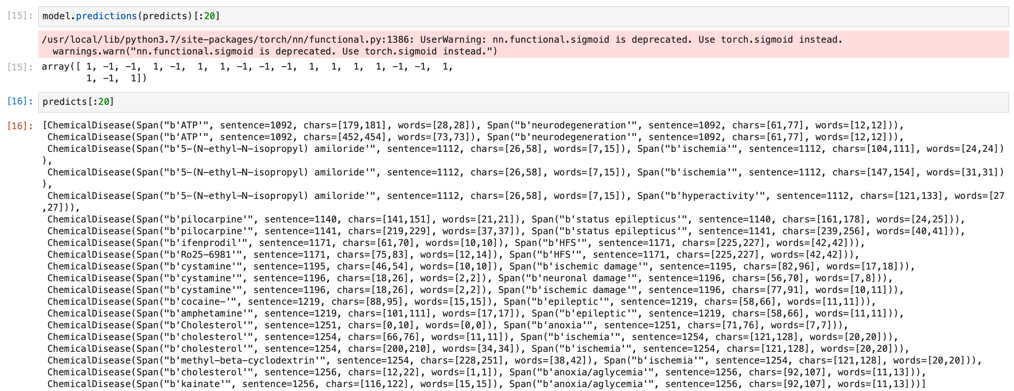 [15]: model.predictions(predicts)[:20]
/usr/local/lib/python3.7/site-packages/torch/nn/functional.py:1386: UserWarning: nn.functional.sigmoid is deprecated. Use torch.sigmoid instead.
warnings.warn("nn.functional.sigmoid is deprecated. Use torch.sigmoid instead.")
[15]: array([ 1, -1, -1, 1, -1, 1, 1, -1, -1, -1, 1, 1, 1, 1, -1, -1, 1,
1, -1, 1])
[16]: predicts[:20]
[16]: [ChemicalDisease(Span("b'ATP'", sentence=1092, chars=[179,181], words=[28,28]), Span("b'neurodegeneration'", sentence=1092, chars=[61,77], words=[12,12])),
ChemicalDisease(Span("b'ATP'", sentence=1092, chars=[452,454], words=[73,73]), Span("b'neurodegeneration'", sentence=1092, chars=[61,77], words=[12,12])),
ChemicalDisease(Span("b'5-(N-ethyl-N-isopropyl) amiloride'", sentence=1112, chars=[26,58], words=[7,15]), Span("b'ischemia'", sentence=1112, chars=[104,111], words=[24,24])
),
ChemicalDisease(Span("b'5-(N-ethyl-N-isopropyl) amiloride'", sentence=1112, chars=[26,58], words=[7,15]), Span("b'ischemia'", sentence=1112, chars=[147,154], words=[31,31])
),
ChemicalDisease(Span("b'5-(N-ethyl-N-isopropyl) amiloride'", sentence=1112, chars=[26,58], words=[7,15]), Span("b'hyperactivity'", sentence=1112, chars=[121,133], words=[27
,27])),
ChemicalDisease(Span("b'pilocarpine'", sentence=1140, chars=[141,151], words=[21,21]), Span("b'status epilepticus'", sentence=1140, chars=[161,178], words=[24,25])),
ChemicalDisease(Span("b'pilocarpine'", sentence=1141, chars=[219,229], words=[37,37]), Span("b'status epilepticus'", sentence=1141, chars=[239,256], words=[40,41])),
ChemicalDisease(Span("b'ifenprodil'", sentence=1171, chars=[61,70], words=[10,10]), Span("b'HFS'", sentence=1171, chars=[225,227], words=[42,42])),
ChemicalDisease(Span("b'Ro25-6981'", sentence=1171, chars=[75,83], words=[12,14]), Span("b'HFS'", sentence=1171, chars=[225,227], words=[42,42])),
ChemicalDisease(Span("b'cystamine'", sentence=1195, chars=[46,54], words=[10,10]), Span("b'ischemic damage'", sentence=1195, chars=[82,96], words=[17,18])),
ChemicalDisease(Span("b'cystamine'", sentence=1196, chars=[18,26], words=[2,2]), Span("b'neuronal damage'", sentence=1196, chars=[56,70], words=[7,8])),
ChemicalDisease(Span("b'cystamine'", sentence=1196, chars=[18,26], words=[2,2]), Span("b'ischemic damage'", sentence=1196, chars=[77,91], words=[10,11])),
ChemicalDisease(Span("b'cocaine-'", sentence=1219, chars=[88,95], words=[15,15]), Span("b'epileptic'", sentence=1219, chars=[58,66], words=[11,11])),
ChemicalDisease(Span("b'amphetamine'", sentence=1219, chars=[101,111], words=[17,17]), Span("b'epileptic'", sentence=1219, chars=[58,66], words=[11,11])),
ChemicalDisease(Span("b'Cholesterol'", sentence=1251, chars=[0,10], words=[0,0]), Span("b'anoxia'", sentence=1251, chars=[71,76], words=[7,7])),
ChemicalDisease(Span("b'cholesterol'", sentence=1254, chars=[66,76], words=[11,11]), Span("b'ischemia'", sentence=1254, chars=[121,128], words=[20,20])),
ChemicalDisease(Span("b'cholesterol'", sentence=1254, chars=[200,210], words=[34,34]), Span("b'ischemia'", sentence=1254, chars=[121,128], words=[20,20])),
ChemicalDisease(Span("b'methyl-beta-cyclodextrin'", sentence=1254, chars=[228,251], words=[38,42]), Span("b'ischemia'", sentence=1254, chars=[121,128], words=[20,20])),
ChemicalDisease(Span("b'cholesterol'", sentence=1256, chars=[12,22], words=[1,1]), Span("b'anoxia/aglycemia'", sentence=1256, chars=[92,107], words=[11,13])),
ChemicalDisease(Span("b'kainate'", sentence=1256, chars=[116,122], words=[15,15]), Span("b'anoxia/aglycemia'", sentence=1256, chars=[92,107], words=[11,13]))]